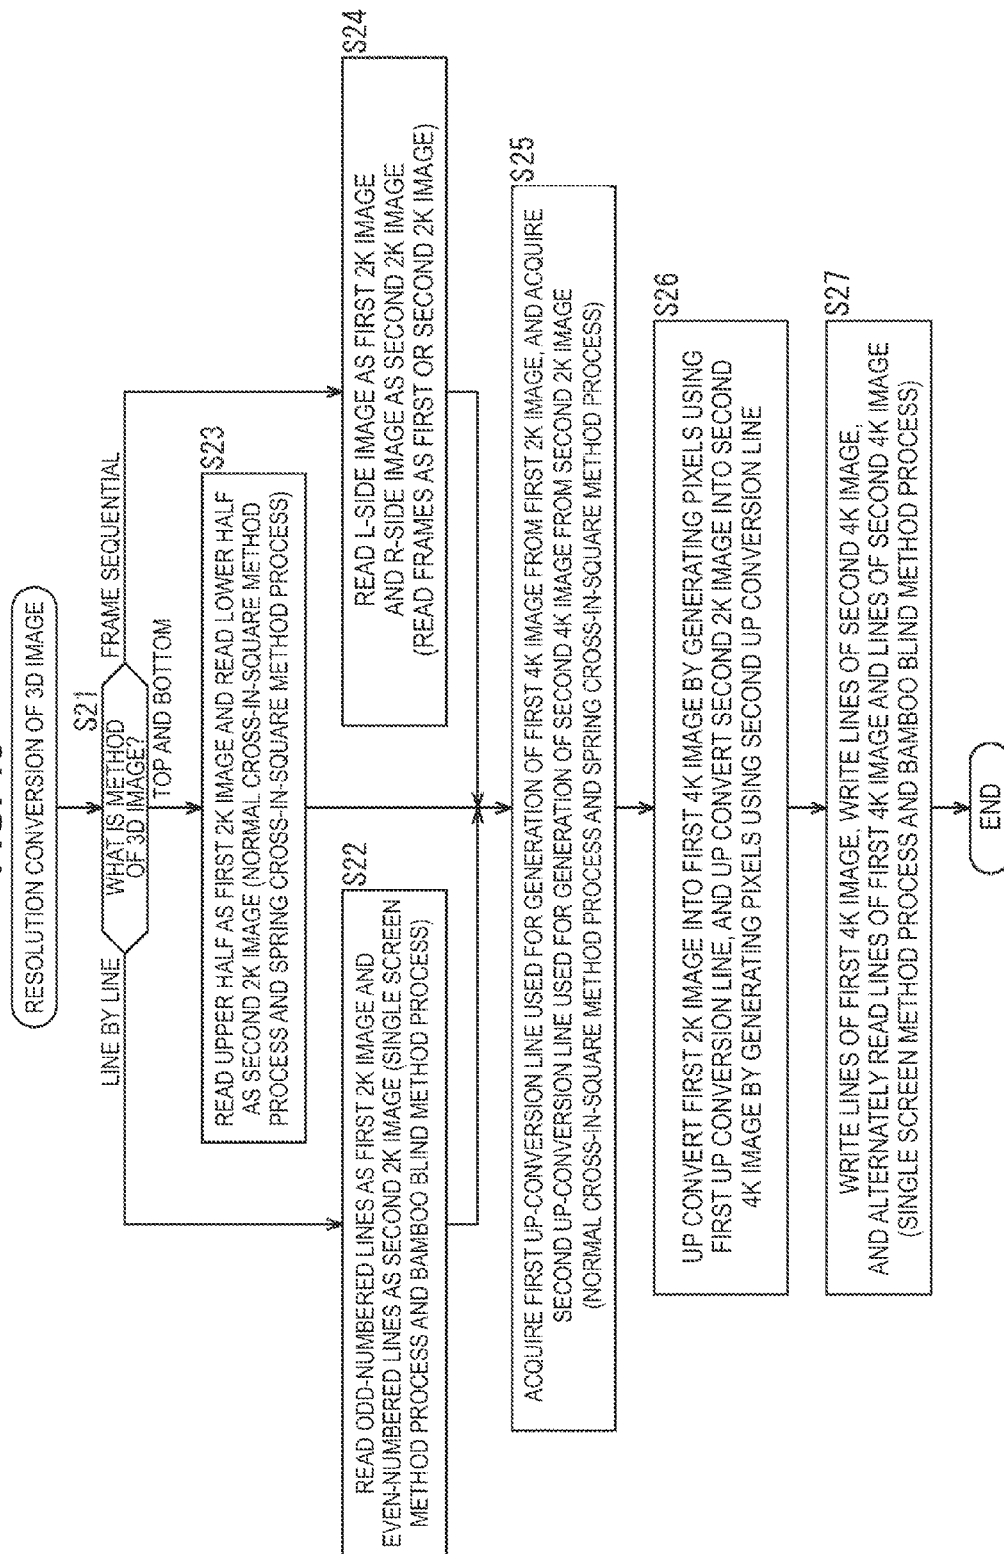 RESOLUTION CONVERSION OF 3D IMAGE
S21
WHAT IS METHOD
OF 3D IMAGE?
LINE BY LINE
FRAME SEQUENTIAL
TOP AND BOTTOM
S22
READ ODD-NUMBERED LINES AS FIRST 2K IMAGE AND
EVEN-NUMBERED LINES AS SECOND 2K IMAGE (SINGLE SCREEN
METHOD PROCESS AND BAMBOO BLIND METHOD PROCESS)
S23
READ UPPER HALF AS FIRST 2K IMAGE AND READ LOWER HALF
AS SECOND 2K IMAGE (NORMAL CROSS-IN-SQUARE METHOD
PROCESS AND SPRING CROSS-IN-SQUARE METHOD PROCESS)
S24
READ L-SIDE IMAGE AS FIRST 2K IMAGE
AND R-SIDE IMAGE AS SECOND 2K IMAGE
(READ FRAMES AS FIRST OR SECOND 2K IMAGE)
S25
ACQUIRE FIRST UP-CONVERSION LINE USED FOR GENERATION OF FIRST 4K IMAGE FROM FIRST 2K IMAGE, AND ACQUIRE
SECOND UP-CONVERSION LINE USED FOR GENERATION OF SECOND 4K IMAGE FROM SECOND 2K IMAGE
(NORMAL CROSS-IN-SQUARE METHOD PROCESS AND SPRING CROSS-IN-SQUARE METHOD PROCESS)
S26
UP CONVERT FIRST 2K IMAGE INTO FIRST 4K IMAGE BY GENERATING PIXELS USING
FIRST UP CONVERSION LINE, AND UP CONVERT SECOND 2K IMAGE INTO SECOND
4K IMAGE BY GENERATING PIXELS USING SECOND UP CONVERSION LINE
S27
WRITE LINES OF FIRST 4K IMAGE, WRITE LINES OF SECOND 4K IMAGE,
AND ALTERNATELY READ LINES OF FIRST 4K IMAGE AND LINES OF SECOND 4K IMAGE
(SINGLE SCREEN METHOD PROCESS AND BAMBOO BLIND METHOD PROCESS)
END